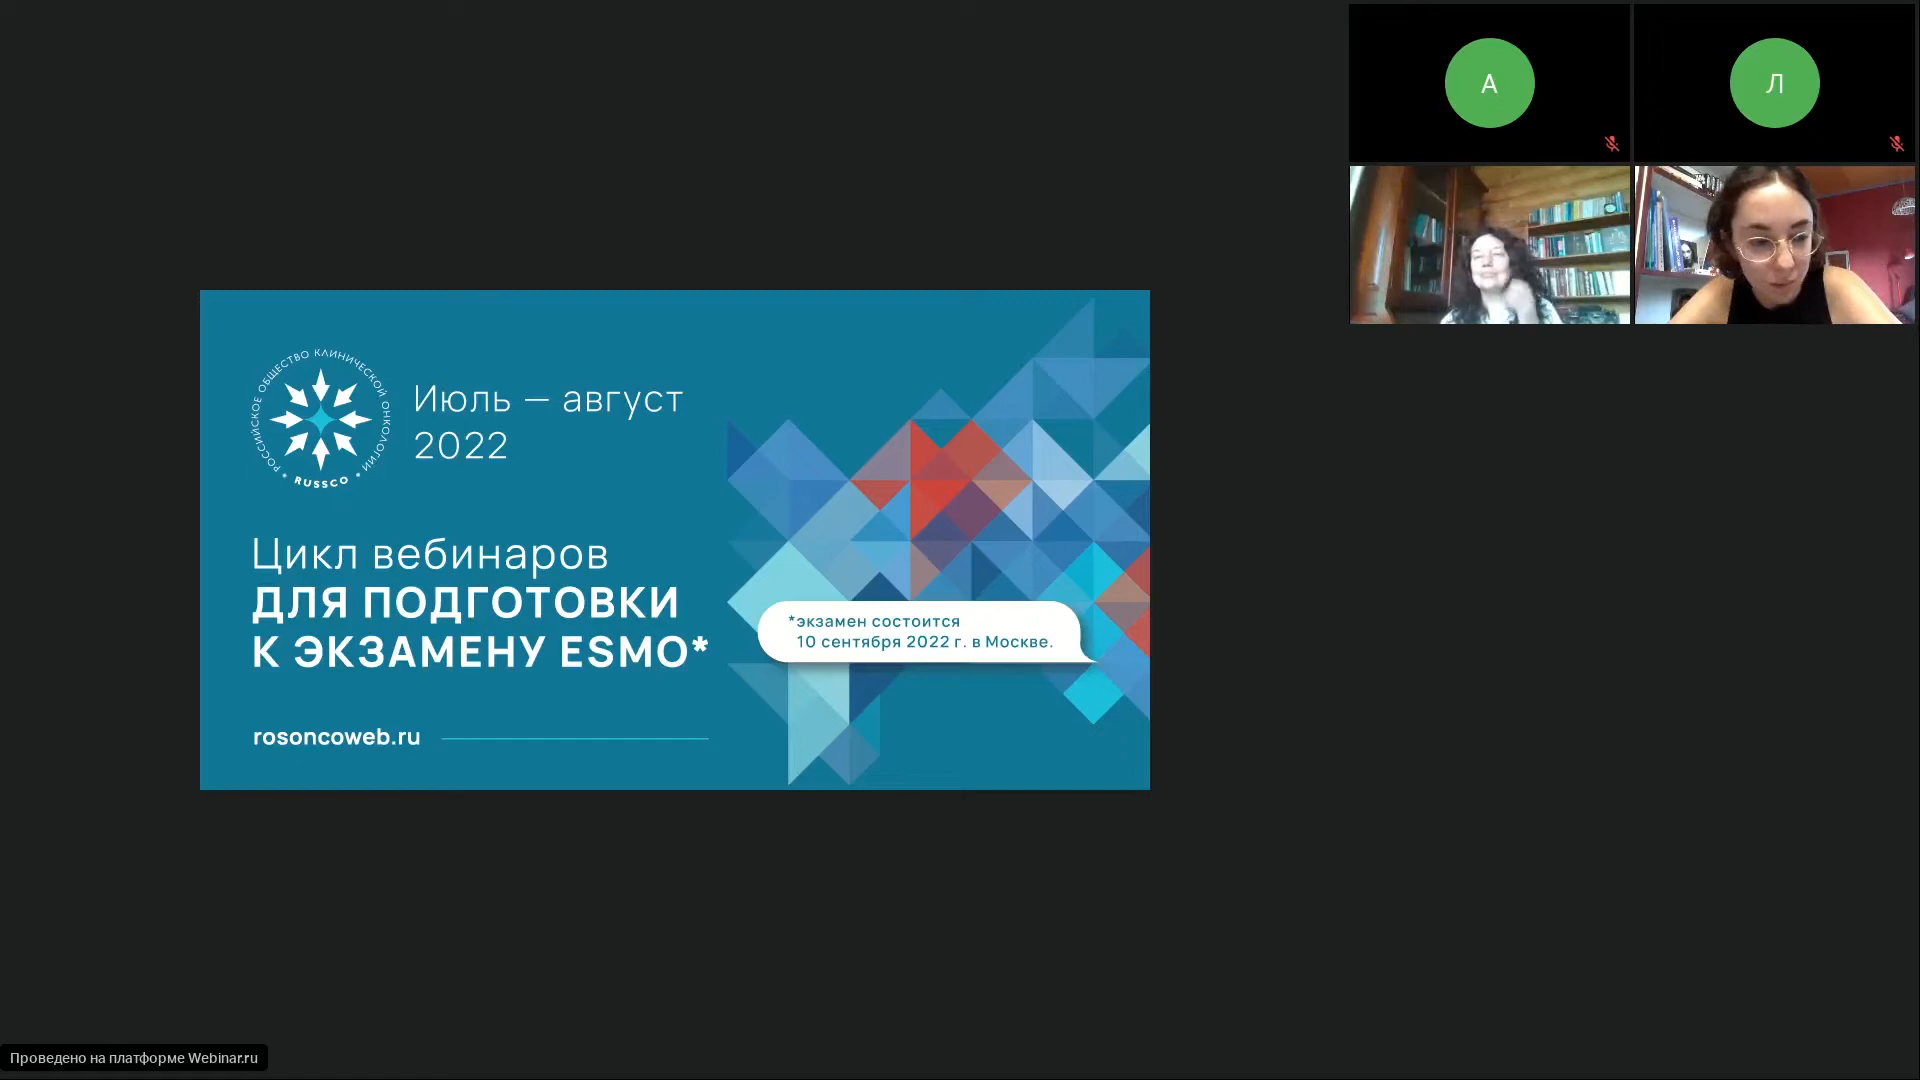 А
Л
РОССИЙСКОЕ ОБЩЕСТВО КЛИНИЧЕСКОЙ ОНКОЛОГИИ
* RUSSCO *
Июль — август
2022
Цикл вебинаров
ДЛЯ ПОДГОТОВКИ
К ЭКЗАМЕНУ ESMO*
*экзамен состоится
10 сентября 2022 г. в Москве.
rosoncoweb.ru
Проведено на платформе Webinar.ru